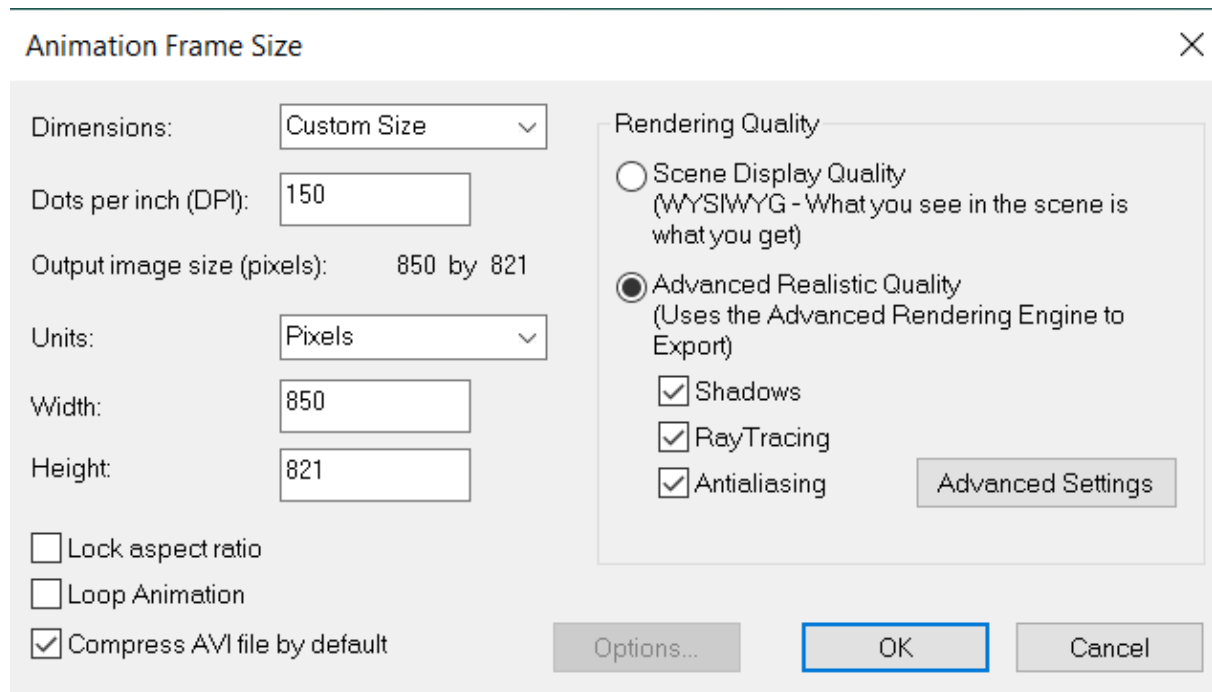 Animation Frame Size
Dimensions: Custom Size
Dots per inch (DPI): 150
Output image size (pixels): 850 by 821
Units: Pixels
Width: 850
Height: 821
Lock aspect ratio
Loop Animation
Compress AVI file by default
Rendering Quality
Scene Display Quality
(WYSIWYG - What you see in the scene is
what you get)
Advanced Realistic Quality
(Uses the Advanced Rendering Engine to
Export)
Shadows
RayTracing
Antialiasing
Advanced Settings
Options...
OK
Cancel